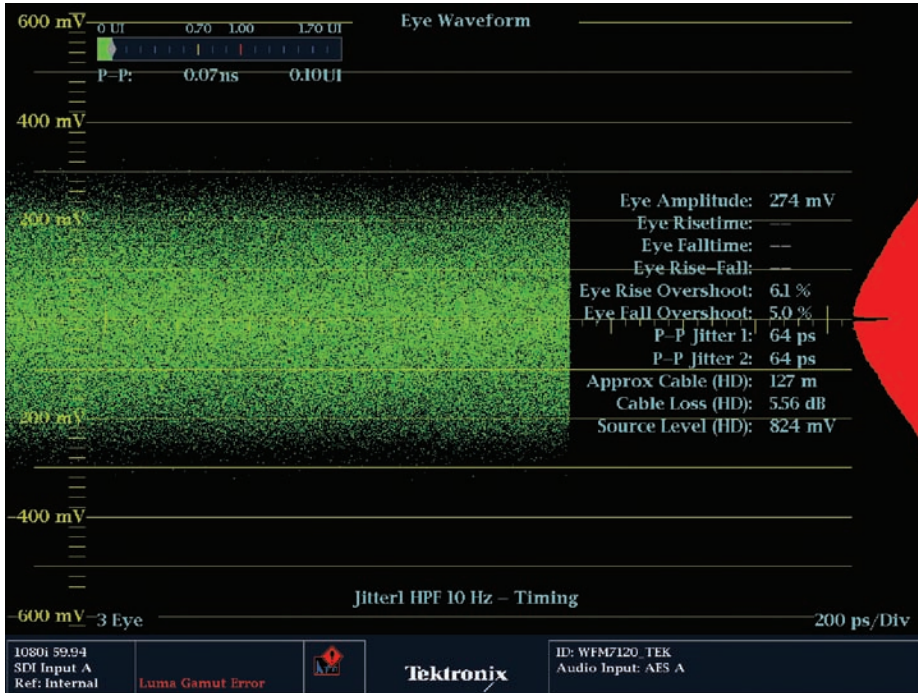 600 mV
Eye Waveform
0 UI 0.70 1.00 1.70 UI
P-P: 0.07ns 0.10UI
400 mV
200 mV
Eye Amplitude: 274 mV
Eye Risetime: --
Eye Falltime: --
Eye Rise-Fall: --
Eye Rise Overshoot: 6.1 %
Eye Fall Overshoot: 5.0 %
P-P Jitter 1: 64 ps
P-P Jitter 2: 64 ps
Approx Cable (HD): 127 m
Cable Loss (HD): 5.56 dB
Source Level (HD): 824 mV
200 mV
-400 mV
Jitter1 HPF 10 Hz - Timing
-600 mV 3 Eye
200 ps/Div
1080i 59.94
SDI Input A
Ref: Internal
Luma Gamut Error
Tektronix
ID: WFM7120_TEK
Audio Input: AES A